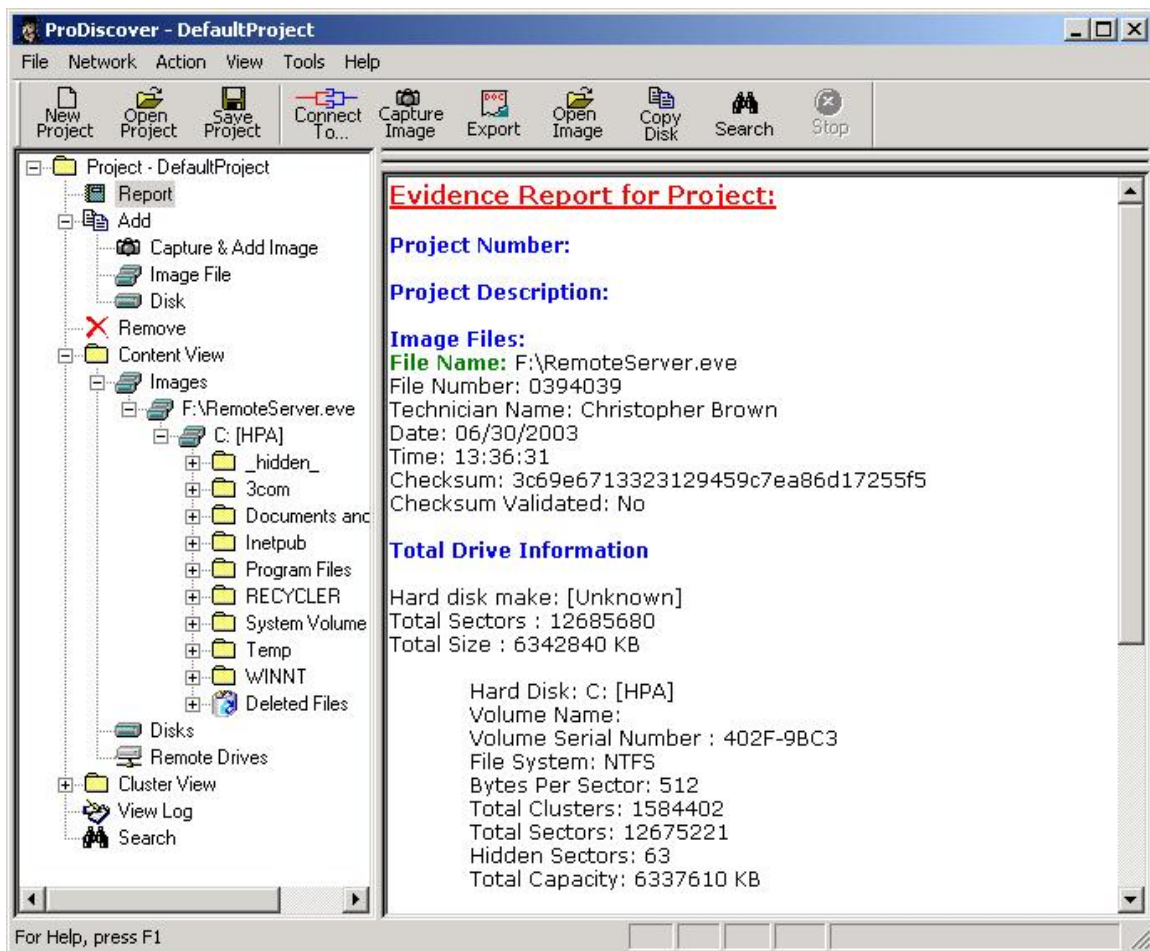 ProDiscover - DefaultProject
File Network Action View Tools Help
New Project
Open Project
Save Project
Connect To...
Capture Image
Export
Open Image
Copy Disk
Search
Stop
Project - DefaultProject
Report
Add
Capture & Add Image
Image File
Disk
Remove
Content View
Images
F:\RemoteServer.eve
C: [HPA]
_hidden_
3com
Documents and
Inetpub
Program Files
RECYCLER
System Volume
Temp
WINNT
Deleted Files
Disks
Remote Drives
Cluster View
View Log
Search
Evidence Report for Project:
Project Number:
Project Description:
Image Files:
File Name: F:\RemoteServer.eve
File Number: 0394039
Technician Name: Christopher Brown
Date: 06/30/2003
Time: 13:36:31
Checksum: 3c69e6713323129459c7ea86d17255f5
Checksum Validated: No
Total Drive Information
Hard disk make: [Unknown]
Total Sectors : 12685680
Total Size : 6342840 KB
Hard Disk: C: [HPA]
Volume Name:
Volume Serial Number : 402F-9BC3
File System: NTFS
Bytes Per Sector: 512
Total Clusters: 1584402
Total Sectors: 12675221
Hidden Sectors: 63
Total Capacity: 6337610 KB
For Help, press F1